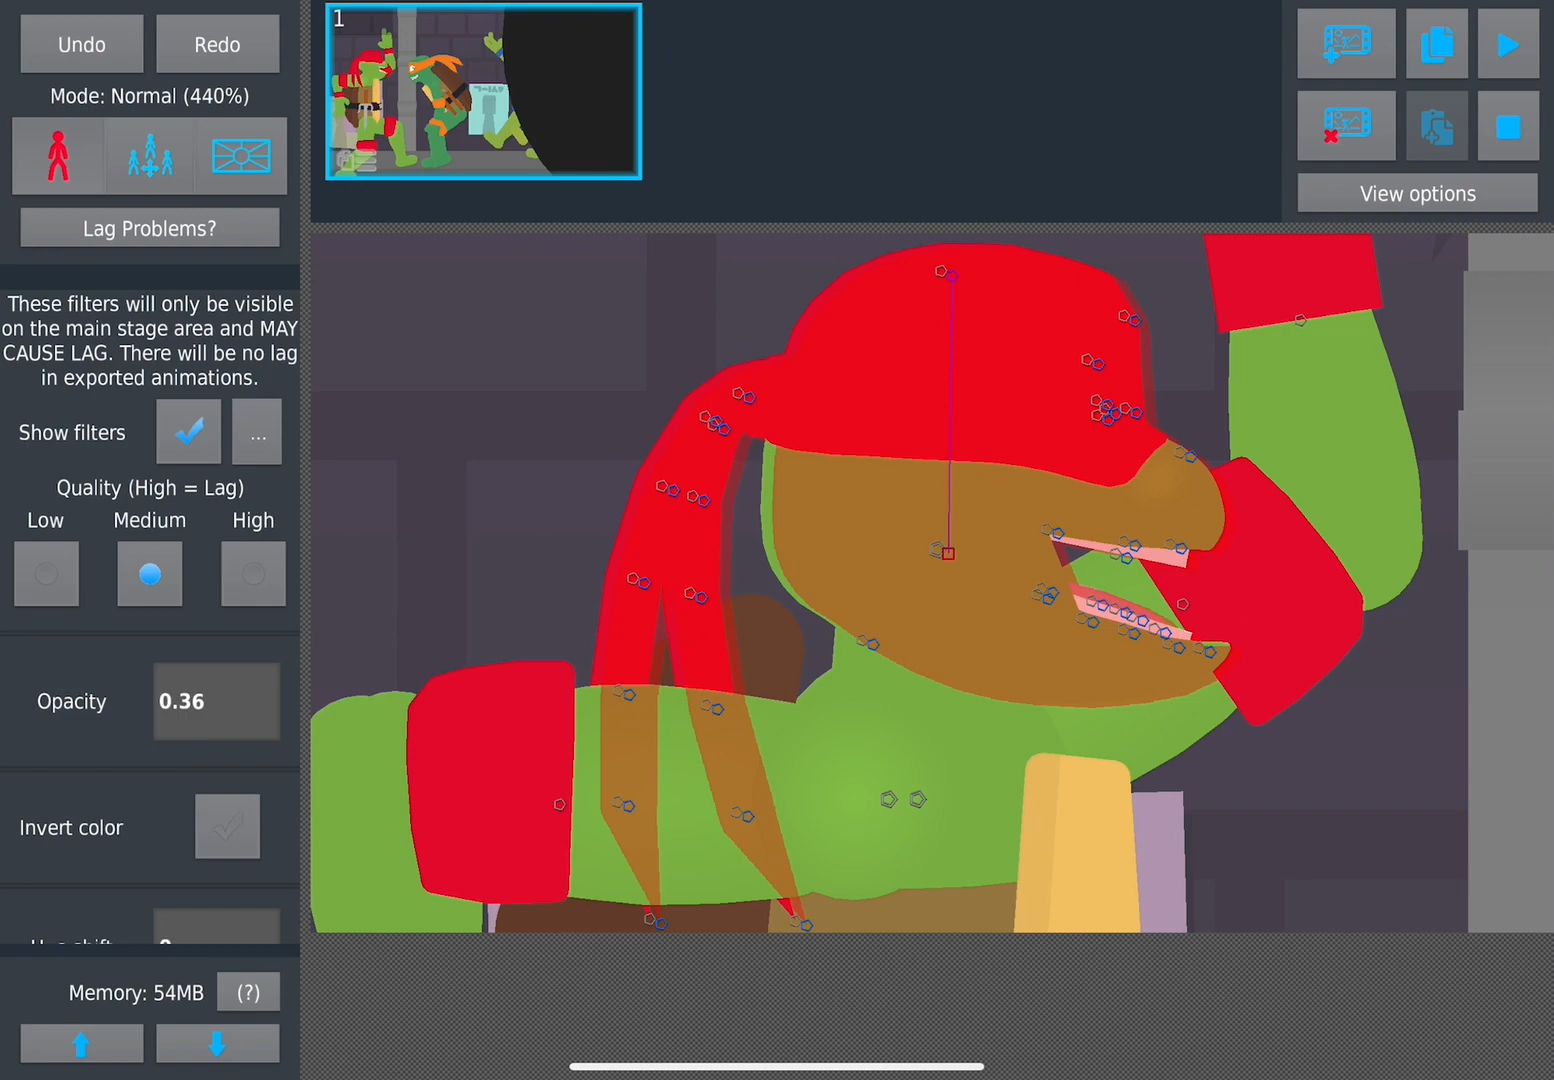 Undo
Redo
Mode: Normal (440%)
Lag Problems?
These filters will only be visible
on the main stage area and MAY
CAUSE LAG. There will be no lag
in exported animations.
Show filters
...
Quality (High = Lag)
Low
Medium
High
Opacity
0.36
Invert color
Memory: 54MB
(?)
1
View options